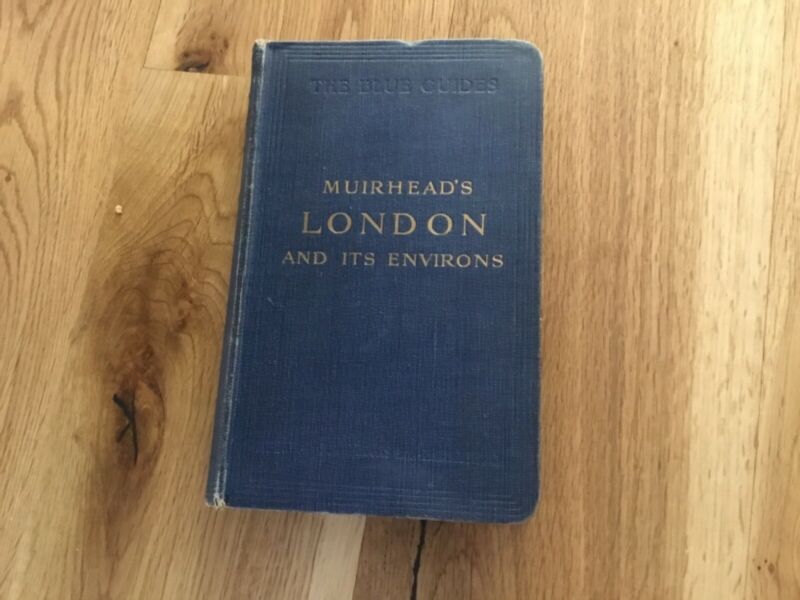 THE BLUE GUIDES
MUIRHEAD'S
LONDON
AND ITS ENVIRONS